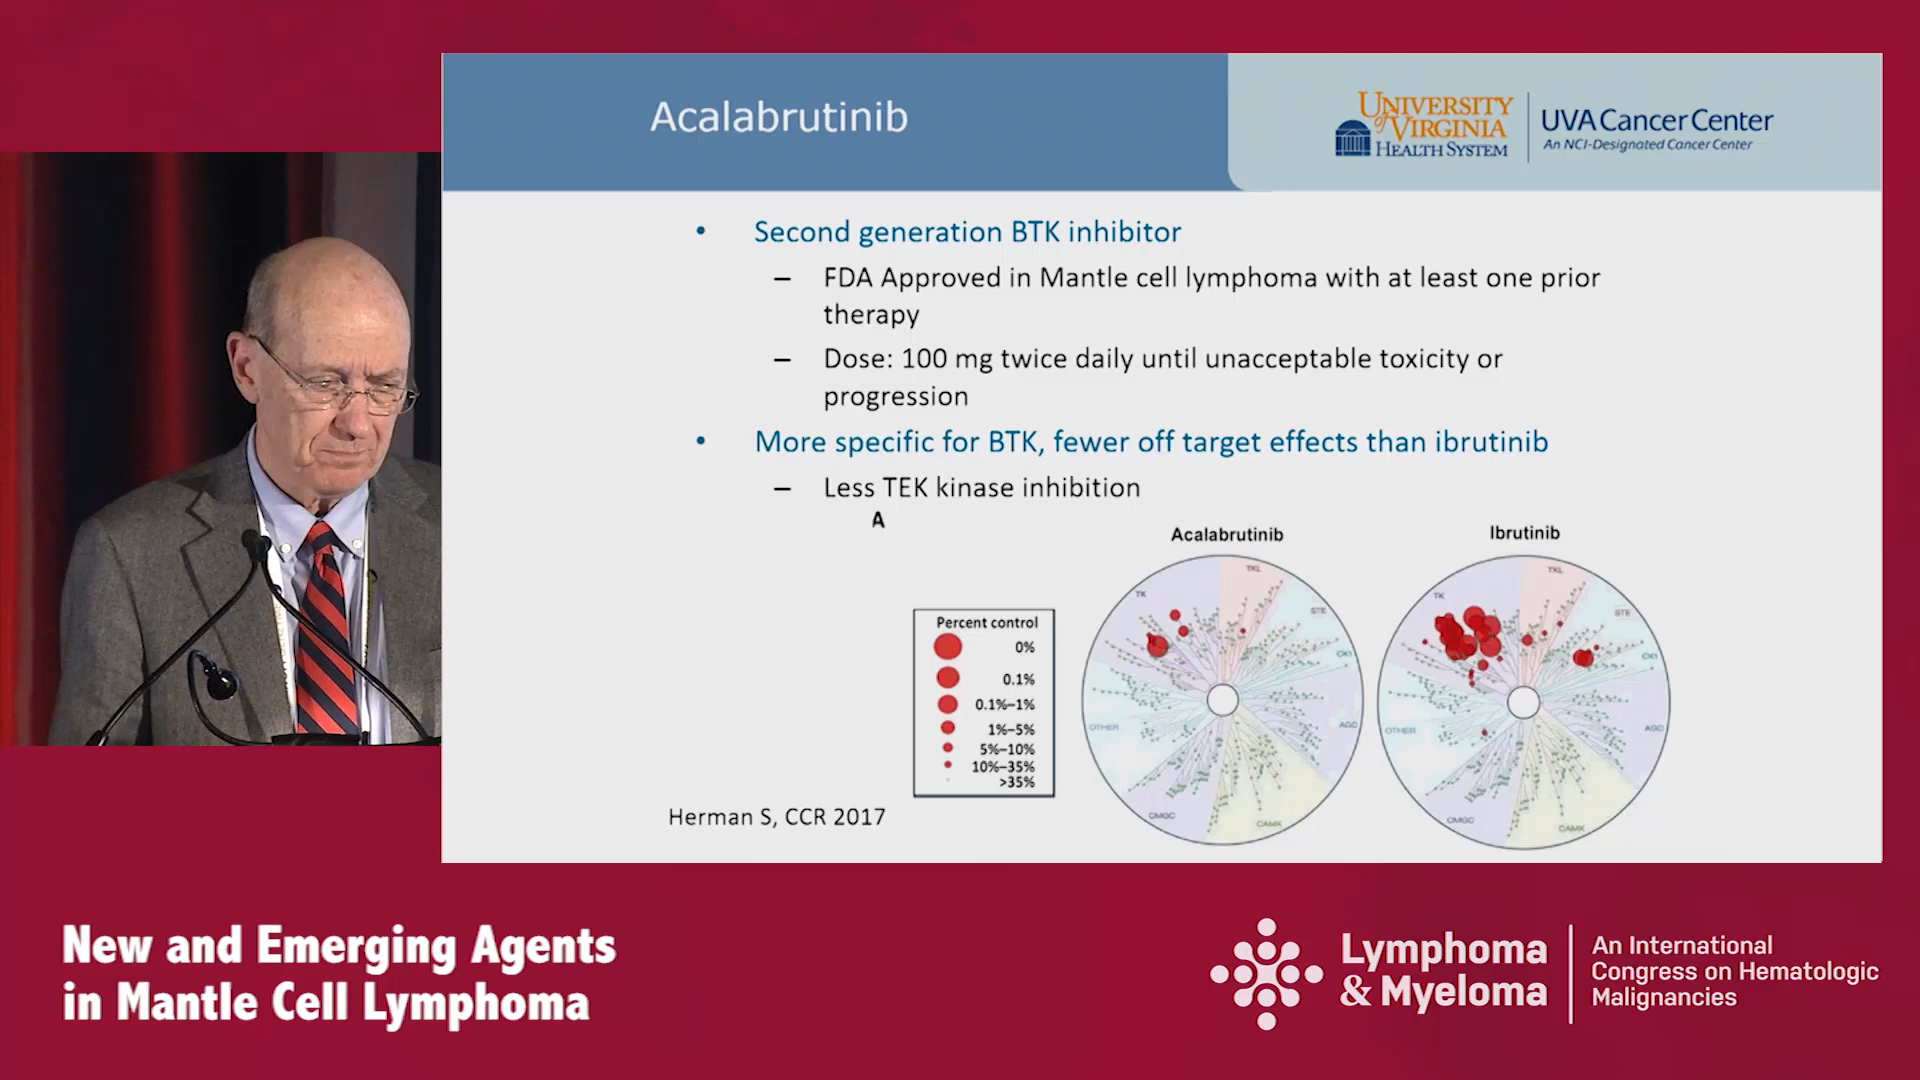 Acalabrutinib
UNIVERSITY
of VIRGINIA
HEALTH SYSTEM
UVA Cancer Center
An NCI-Designated Cancer Center
• Second generation BTK inhibitor
– FDA Approved in Mantle cell lymphoma with at least one prior
therapy
– Dose: 100 mg twice daily until unacceptable toxicity or
progression
• More specific for BTK, fewer off target effects than ibrutinib
– Less TEK kinase inhibition
A
Percent control
0%
0.1%
0.1%–1%
1%–5%
5%–10%
10%–35%
>35%
Acalabrutinib
TK
TKL
STE
CK1
AGC
CAMK
CMGC
OTHER
Ibrutinib
TK
TKL
STE
CK1
AGC
CAMK
CMGC
OTHER
Herman S, CCR 2017
New and Emerging Agents
in Mantle Cell Lymphoma
Lymphoma
& Myeloma
An International
Congress on Hematologic
Malignancies